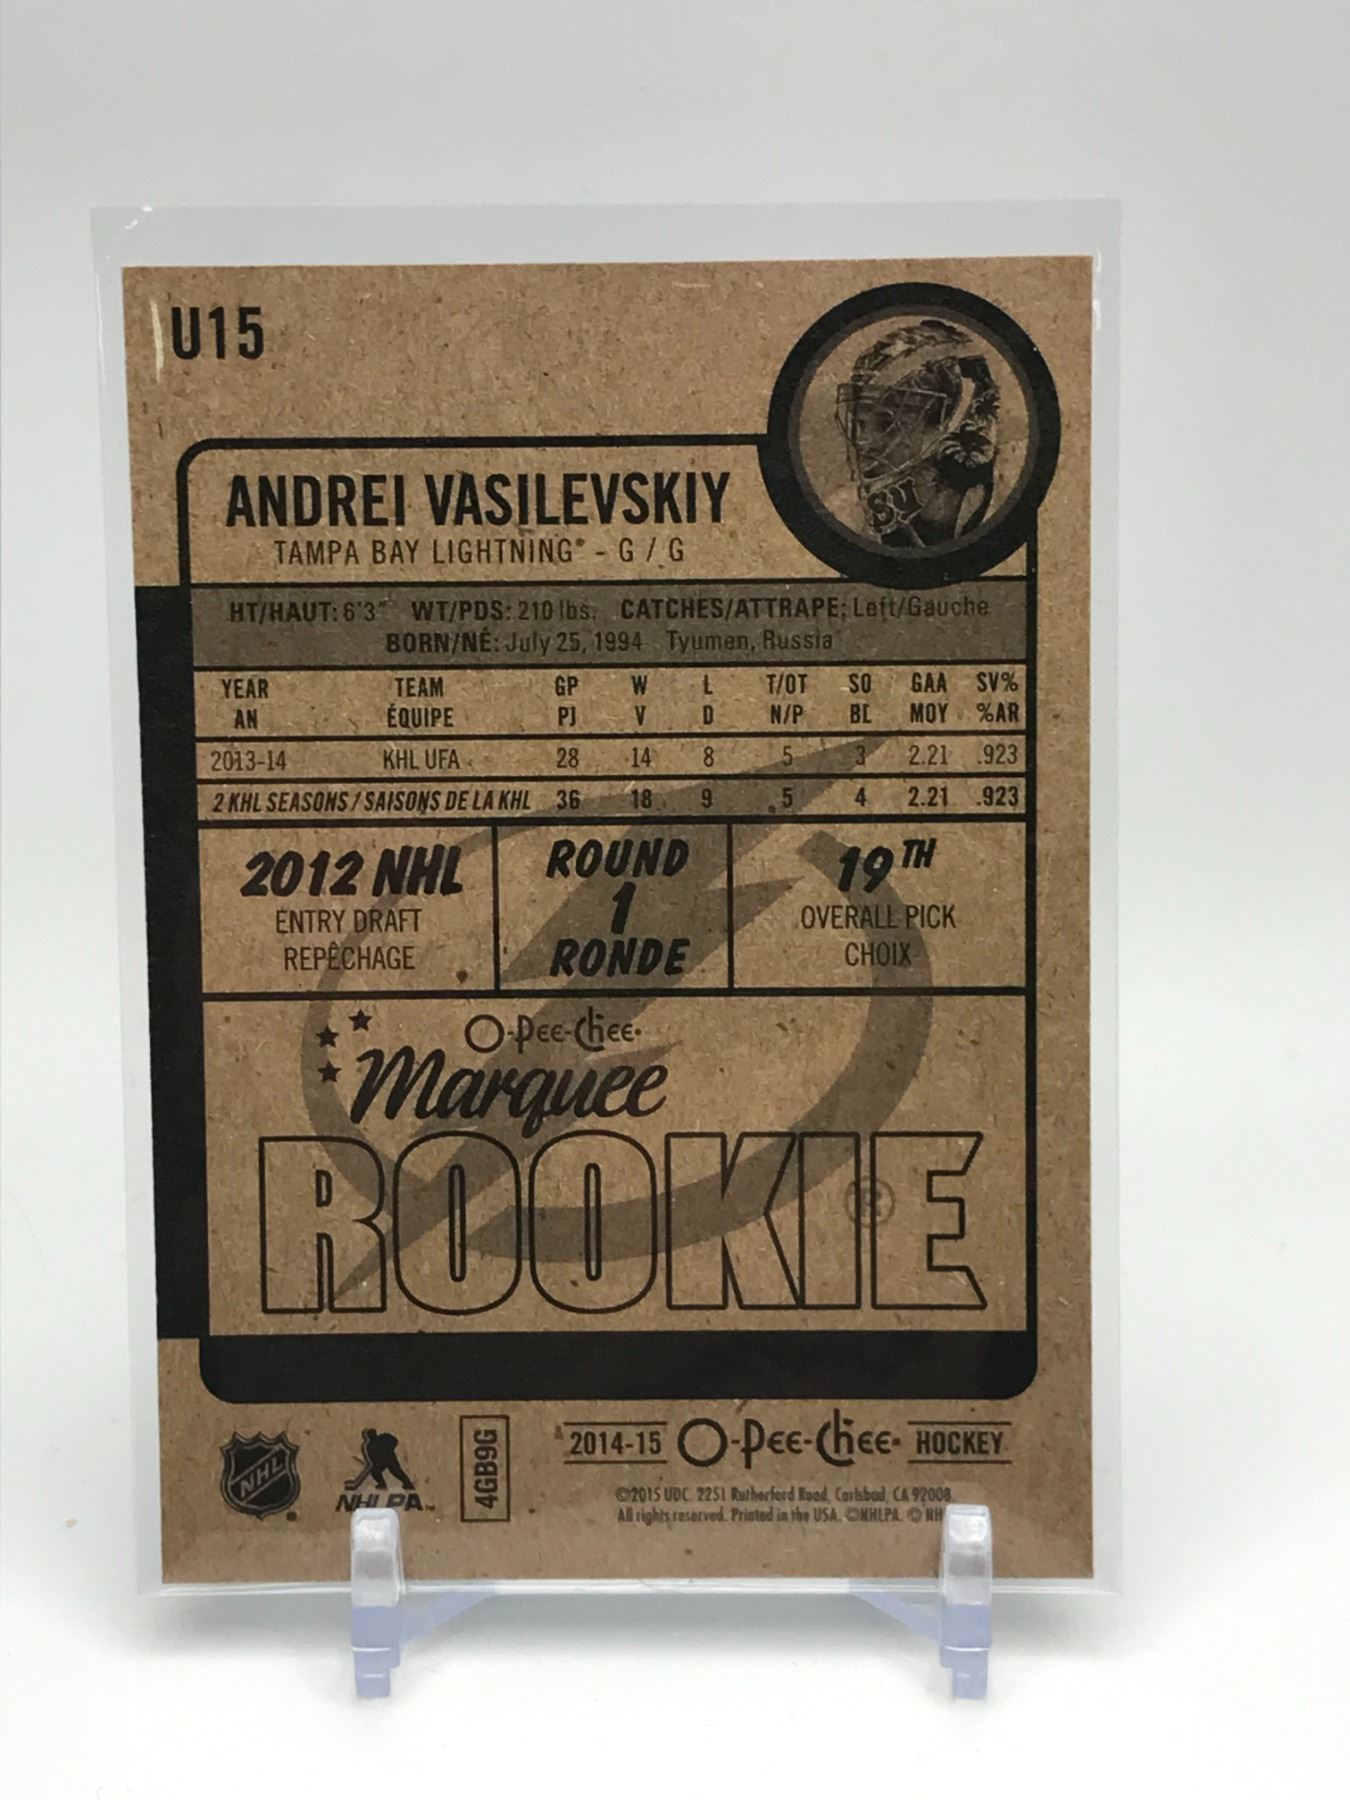 U15
SY
ANDREI VASILEVSKIY
TAMPA BAY LIGHTNING® - G / G
HT/HAUT: 6'3" WT/PDS: 210 lbs. CATCHES/ATTRAPE: Left/Gauche
BORN/NÉ: July 25, 1994 Tyumen, Russia
YEAR TEAM GP W L T/OT SO GAA SV%
AN ÉQUIPE PJ V D N/P BL MOY %AR
2013-14 KHL UFA 28 14 8 5 3 2.21 .923
2 KHL SEASONS / SAISONS DE LA KHL 36 18 9 5 4 2.21 .923
2012 NHL ROUND 19TH
ENTRY DRAFT 1 OVERALL PICK
REPÊCHAGE RONDE CHOIX
O-Pee-Chee
Marquee
ROOKIE
®
NHL NHLPA™ 4GB9G 2014-15 O-Pee-Chee HOCKEY
©2015 UDC. 2251 Rutherford Road, Carlsbad, CA 92008.
All rights reserved. Printed in the USA. ©NHLPA. © NH